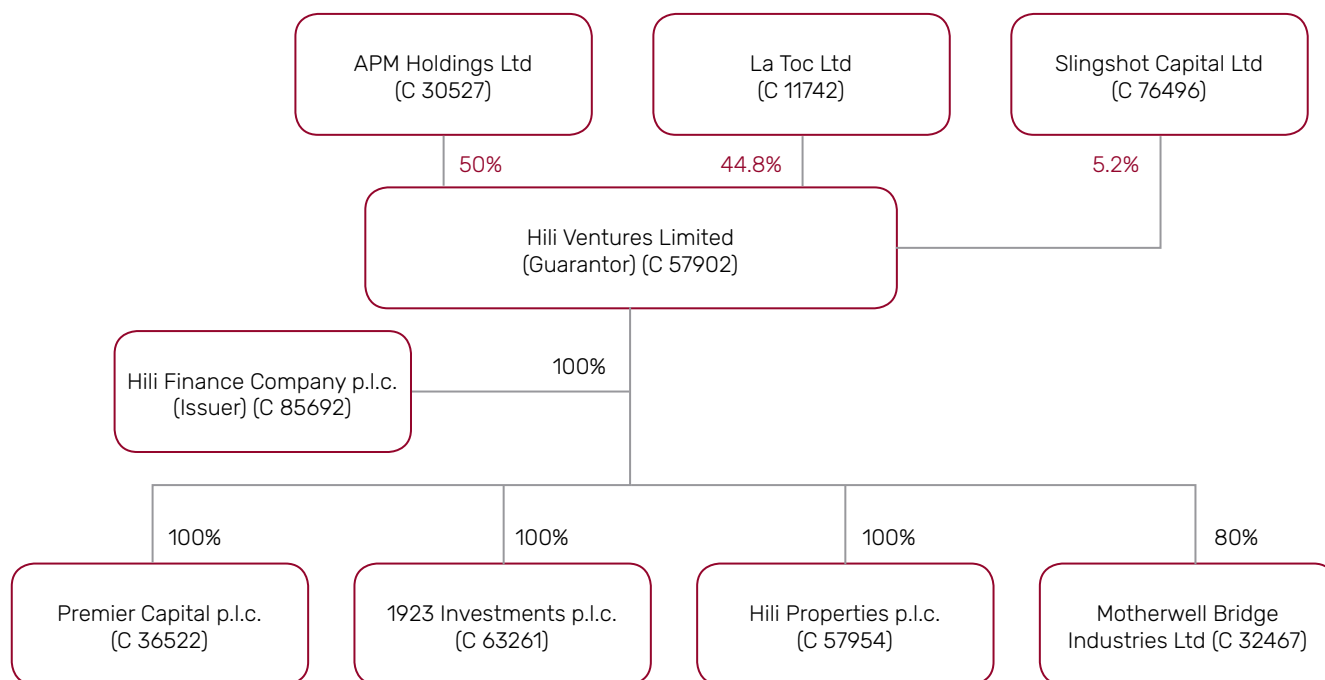 APM Holdings Ltd
(C 30527)
La Toc Ltd
(C 11742)
Slingshot Capital Ltd
(C 76496)
50%
44.8%
5.2%
Hili Ventures Limited
(Guarantor) (C 57902)
Hili Finance Company p.l.c.
(Issuer) (C 85692)
100%
100%
100%
100%
80%
Premier Capital p.l.c.
(C 36522)
1923 Investments p.l.c.
(C 63261)
Hili Properties p.l.c.
(C 57954)
Motherwell Bridge
Industries Ltd (C 32467)